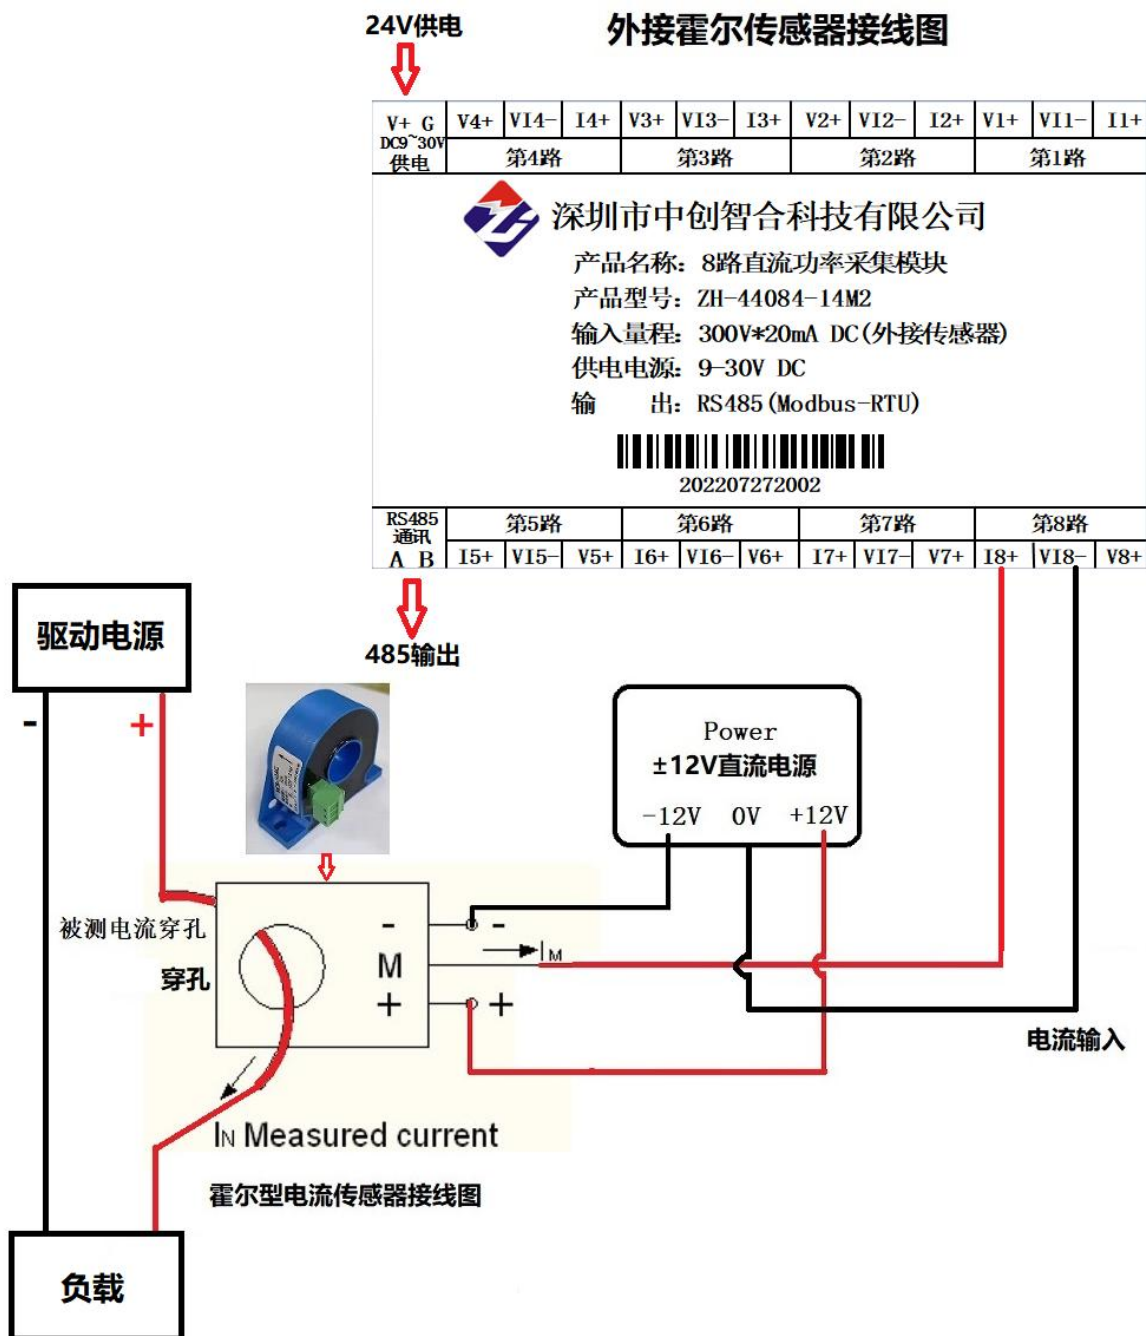 24V供电
外接霍尔传感器接线图
V+ G
DC9~30V
供电
V4+ VI4- I4+ V3+ VI3- I3+ V2+ VI2- I2+ V1+ VI1- I1+
第4路 第3路 第2路 第1路
深圳市中创智合科技有限公司
产品名称: 8路直流功率采集模块
产品型号: ZH-44084-14M2
输入量程: 300V*20mA DC(外接传感器)
供电电源: 9-30V DC
输 出: RS485(Modbus-RTU)
202207272002
RS485
通讯
A B
第5路 第6路 第7路 第8路
I5+ VI5- V5+ I6+ VI6- V6+ I7+ VI7- V7+ I8+ VI8- V8+
485输出
驱动电源
- +
Power
±12V直流电源
-12V 0V +12V
被测电流穿孔
穿孔
- -
M IM
+ +
电流输入
IN Measured current
霍尔型电流传感器接线图
负载